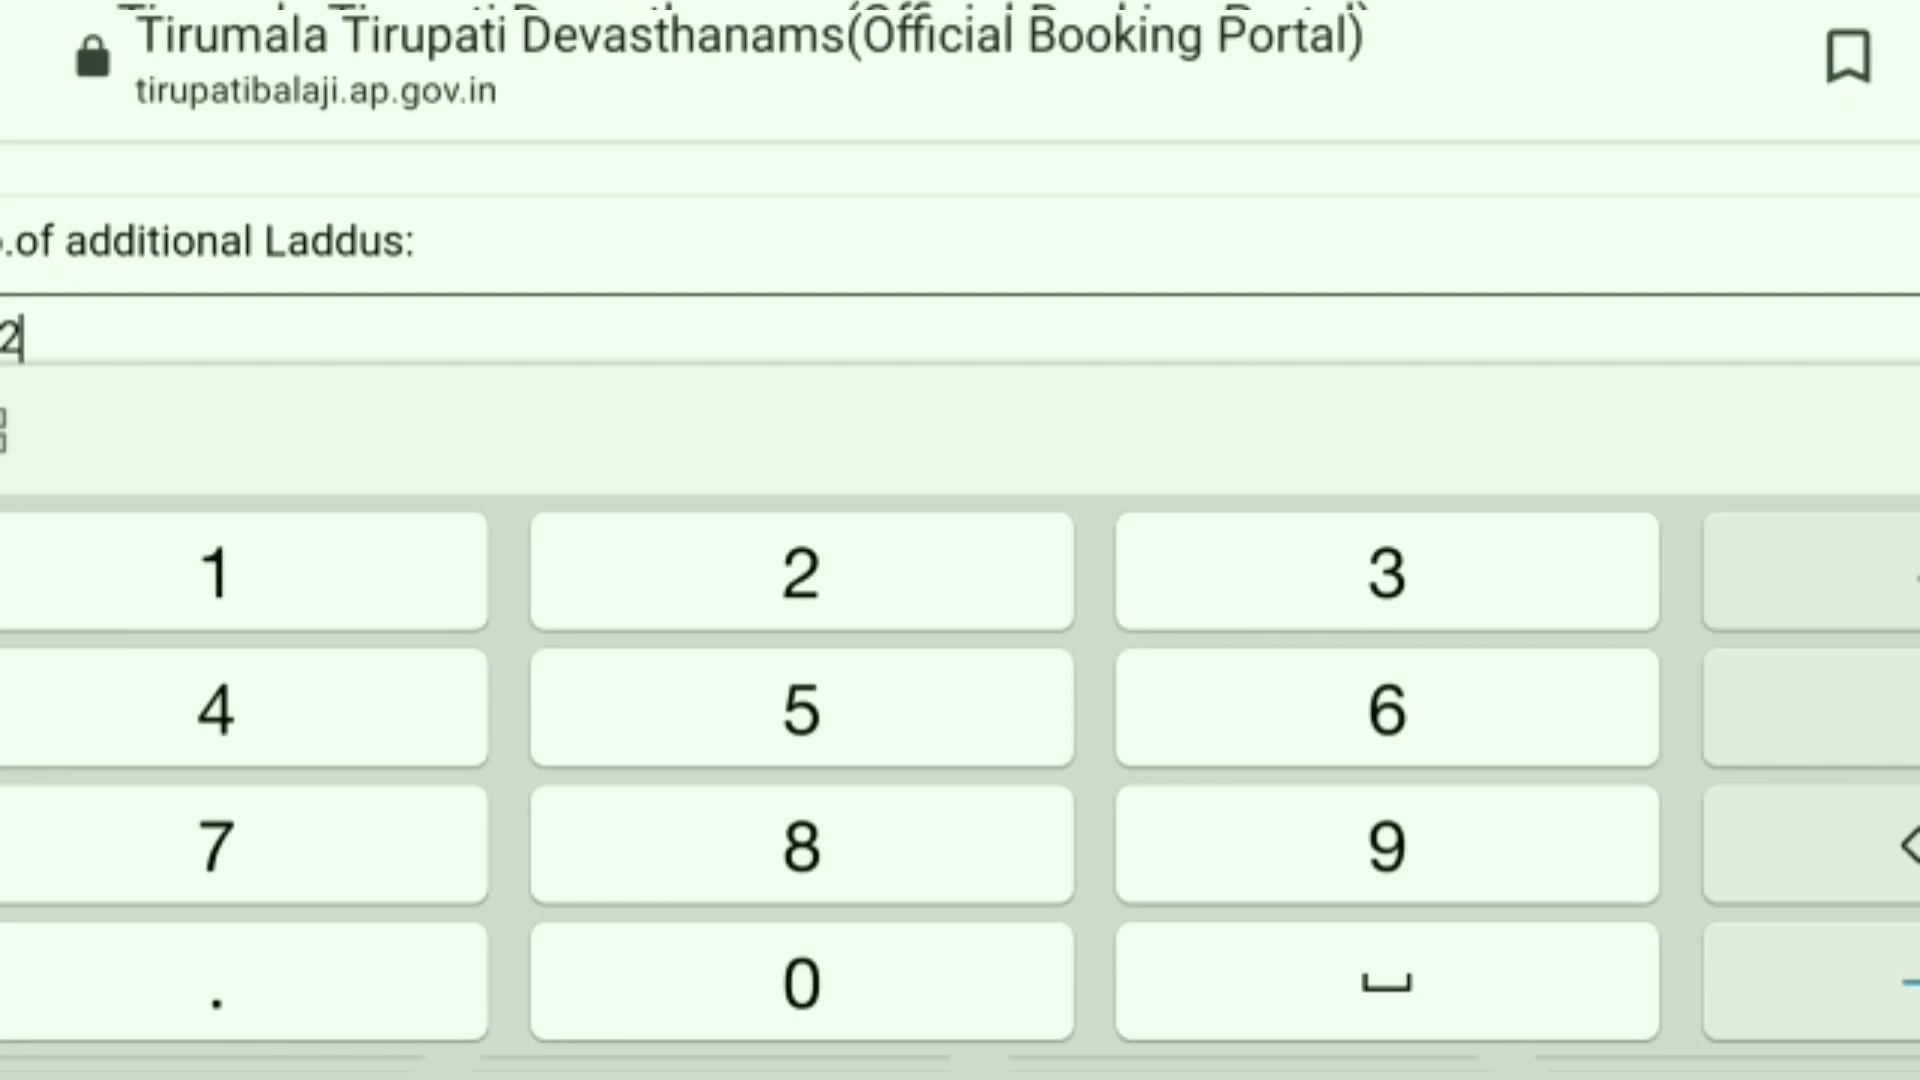 Tirumala Tirupati Devasthanams(Official Booking Portal)
tirupatibalaji.ap.gov.in
.of additional Laddus:
2
1 2 3
4 5 6
7 8 9
. 0